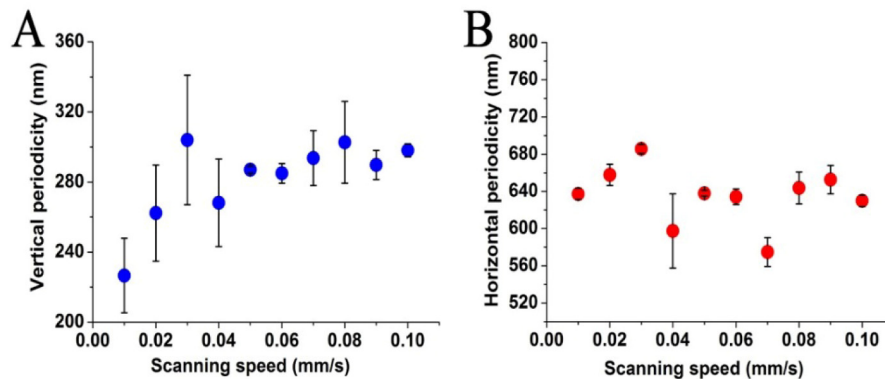 A
Vertical periodicity (nm)
360
320
280
240
200
0.00 0.02 0.04 0.06 0.08 0.10
Scanning speed (mm/s)
B
Horizontal periodicity (nm)
800
760
720
680
640
600
560
520
0.00 0.02 0.04 0.06 0.08 0.10
Scanning speed (mm/s)